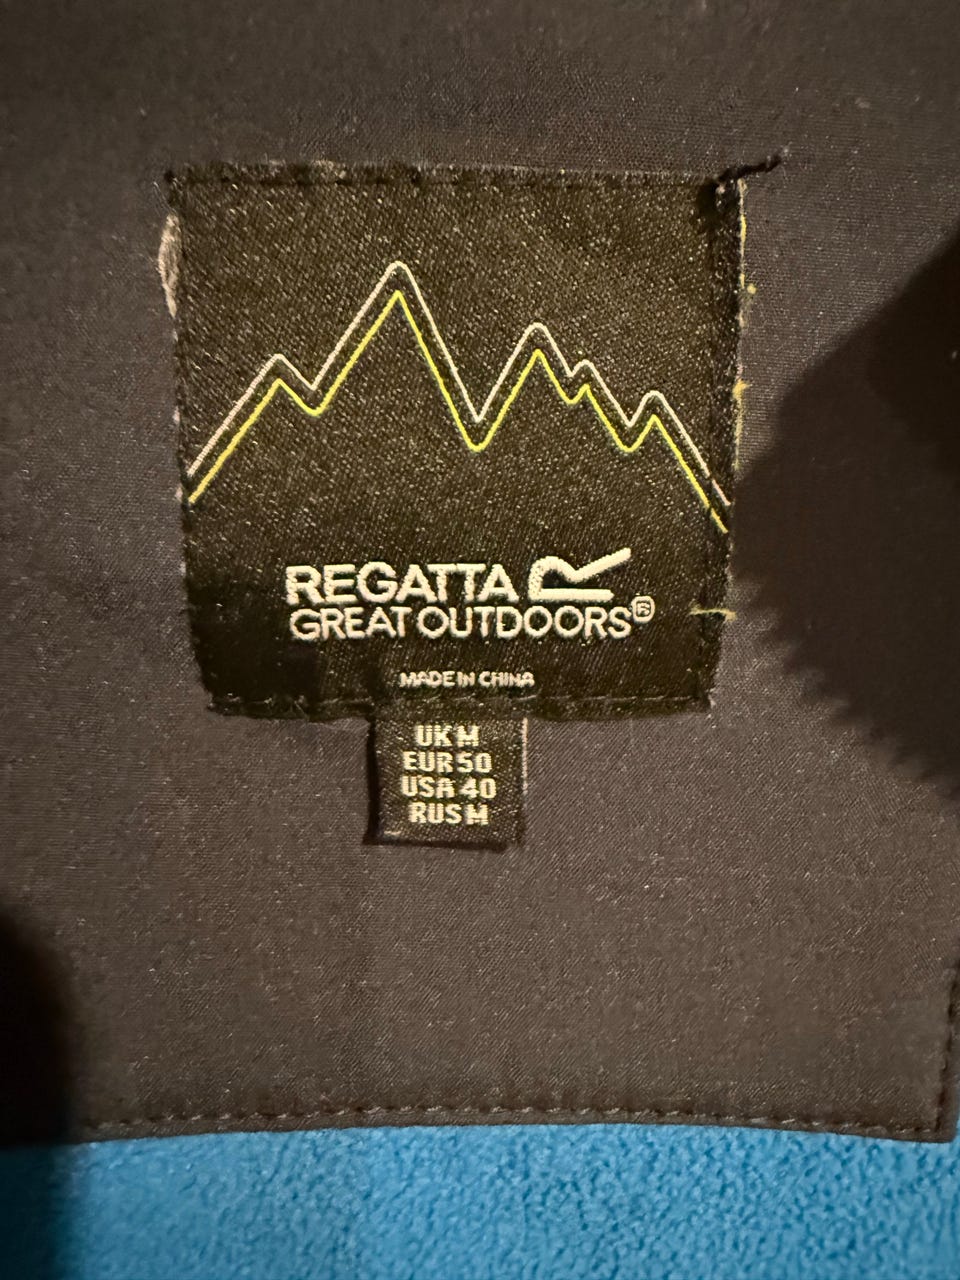 REGATTA R
GREAT OUTDOORS®
MADE IN CHINA
UK M
EUR 50
USA 40
RUS M